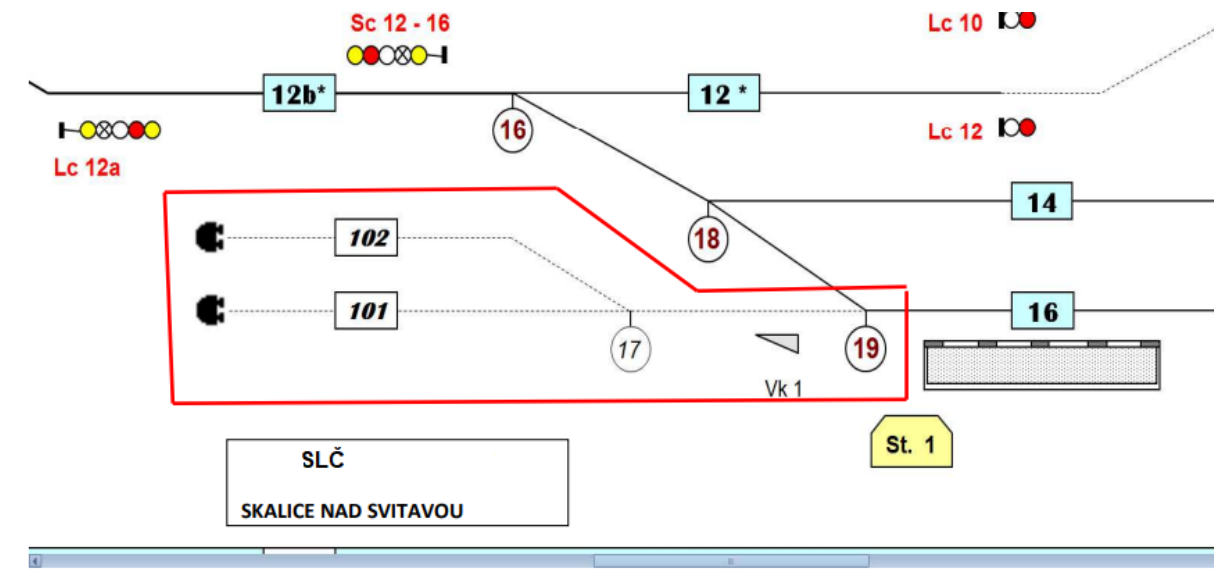 Sc 12 - 16
Lc 10
12b*
12 *
16
Lc 12
Lc 12a
14
102
18
101
16
17
19
Vk 1
St. 1
SLČ
SKALICE NAD SVITAVOU